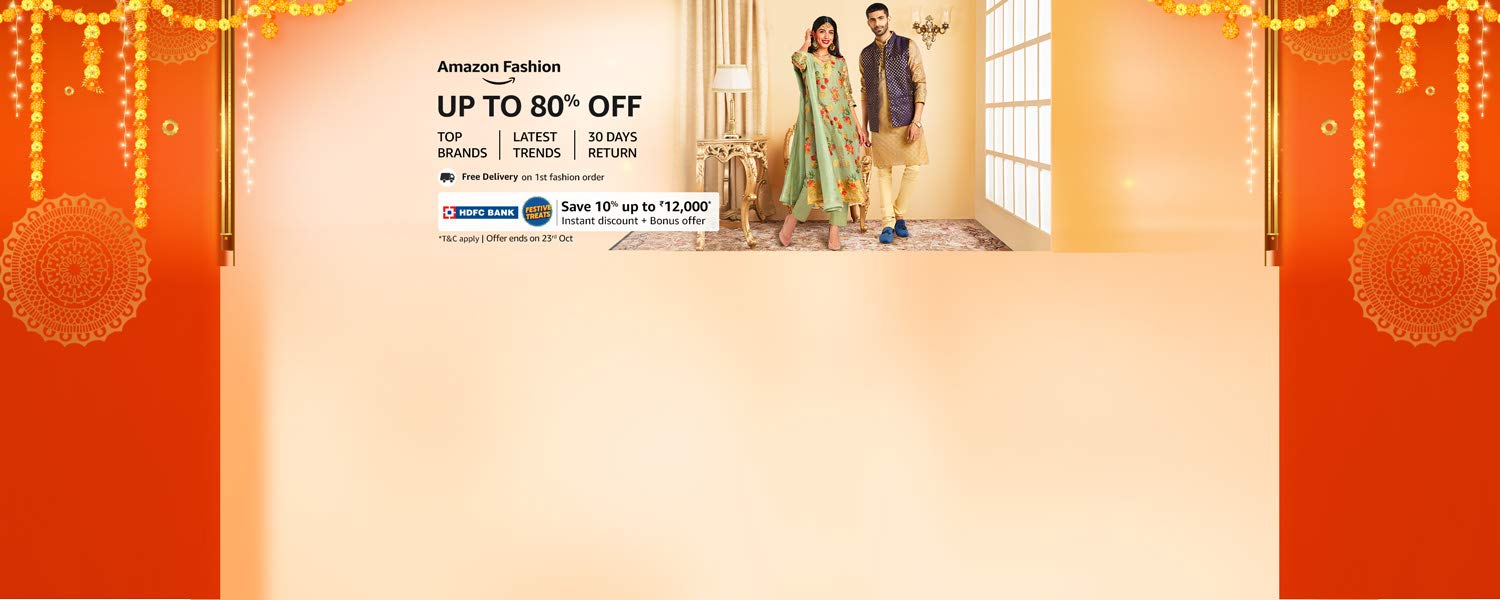 Amazon Fashion
UP TO 80% OFF
TOP BRANDS | LATEST TRENDS | 30 DAYS RETURN
Free Delivery on 1st fashion order
HDFC BANK
FESTIVE TREATS
Save 10% up to ₹12,000*
Instant discount + Bonus offer
*T&C apply | Offer ends on 23rd Oct